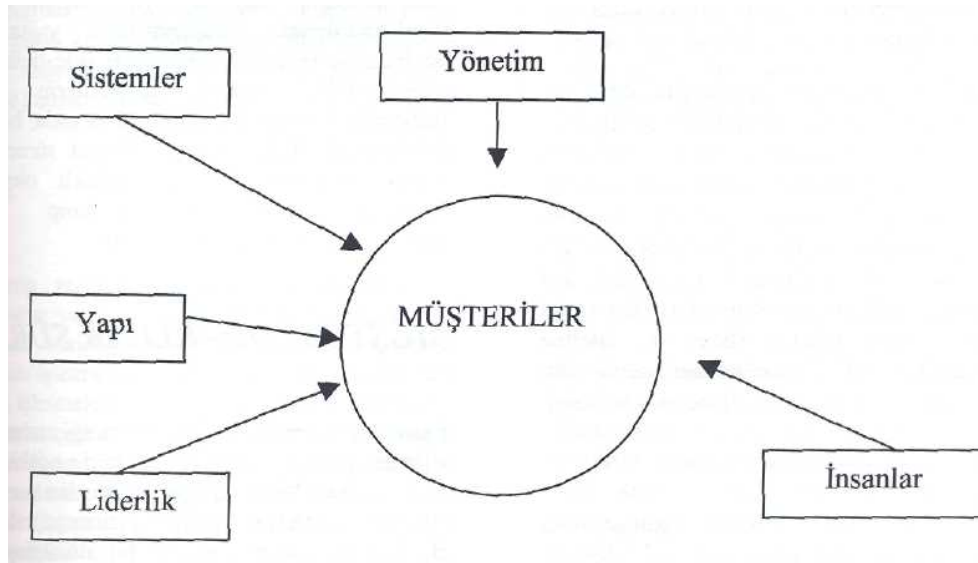 Yönetim
Sistemler
MÜŞTERİLER
Yapı
Liderlik
İnsanlar